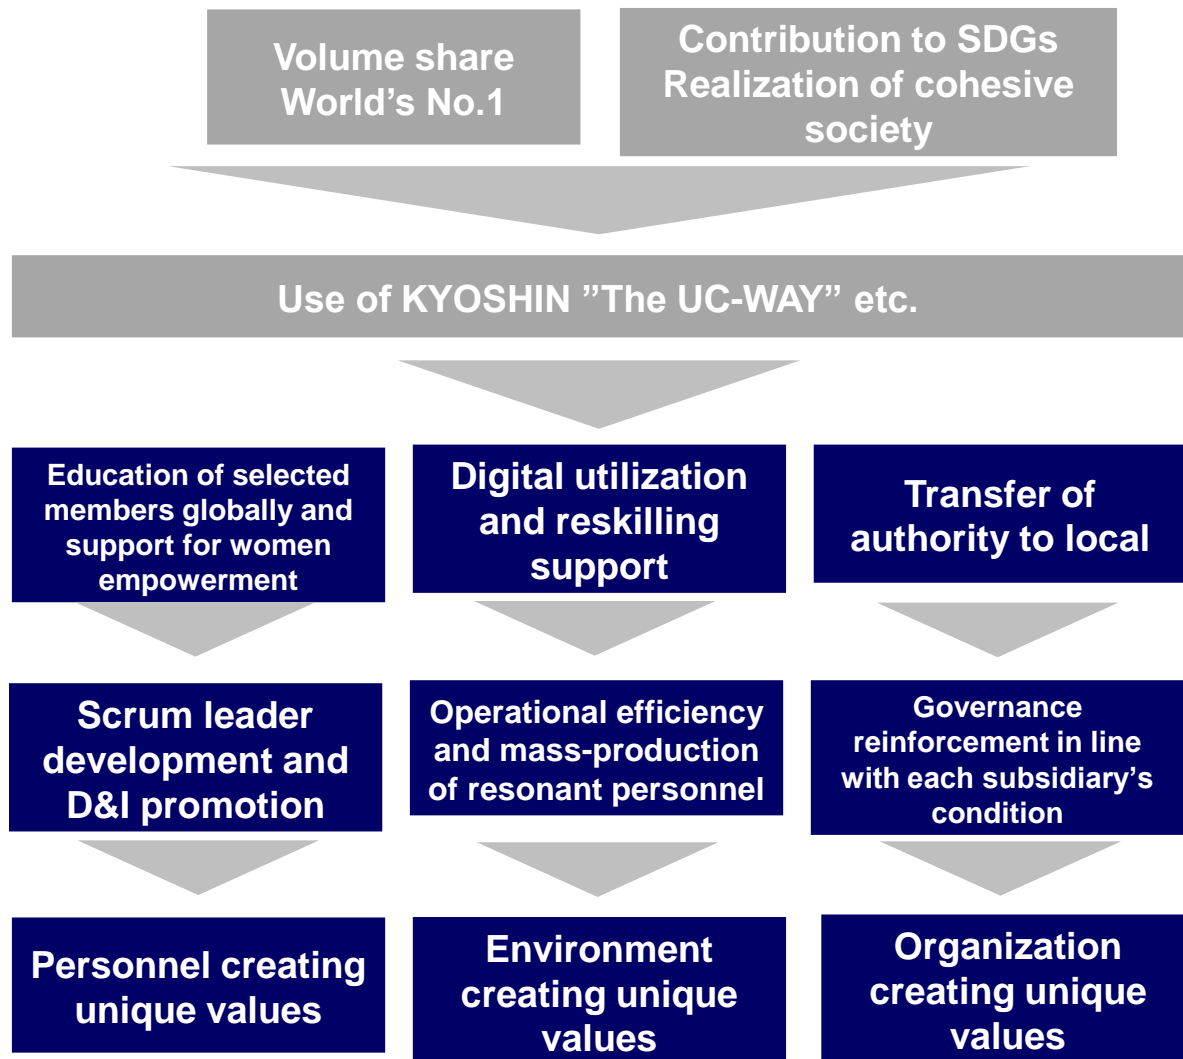 Volume share
World’s No.1
Contribution to SDGs
Realization of cohesive
society
Use of KYOSHIN ”The UC-WAY” etc.
Education of selected
members globally and
support for women
empowerment
Digital utilization
and reskilling
support
Transfer of
authority to local
Scrum leader
development and
D&I promotion
Operational efficiency
and mass-production
of resonant personnel
Governance
reinforcement in line
with each subsidiary’s
condition
Personnel creating
unique values
Environment
creating unique
values
Organization
creating unique
values